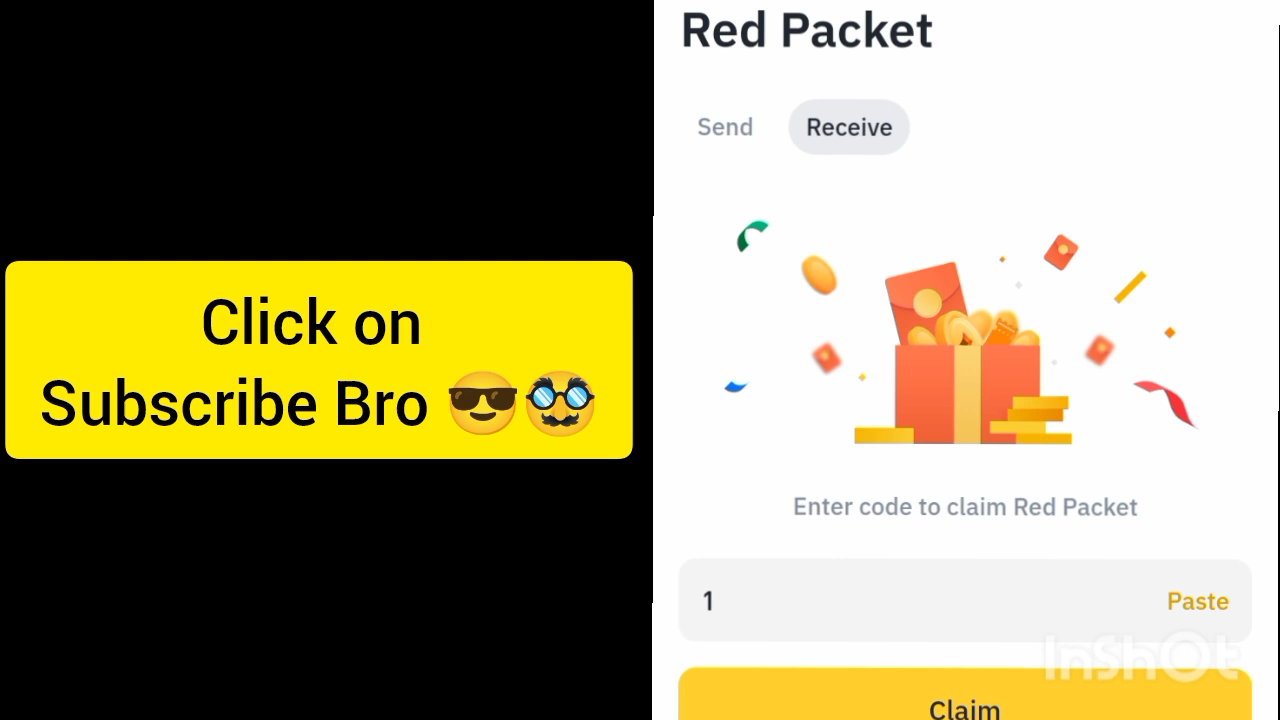 Click on
Subscribe Bro 😎🥸
Red Packet
Send
Receive
Enter code to claim Red Packet
1
Paste
InShOt
Claim